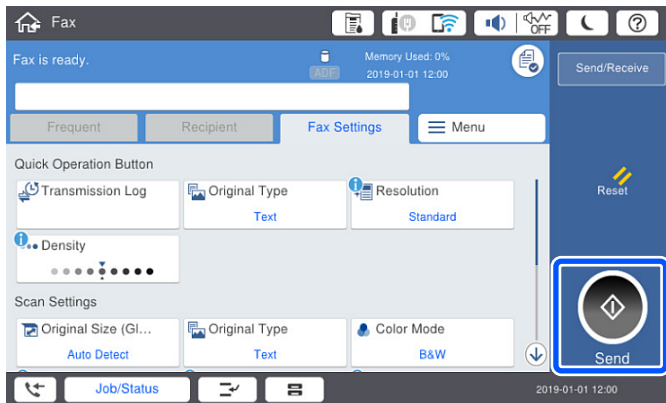 Fax
OFF
?
Fax is ready.
ADF
Memory Used: 0%
2019-01-01 12:00
Send/Receive
Frequent
Recipient
Fax Settings
Menu
Quick Operation Button
Transmission Log
Original Type
Text
i
Resolution
Standard
Reset
i
Density
Scan Settings
Original Size (Gl...
Auto Detect
Original Type
Text
Color Mode
B&W
Send
Job/Status
2019-01-01 12:00